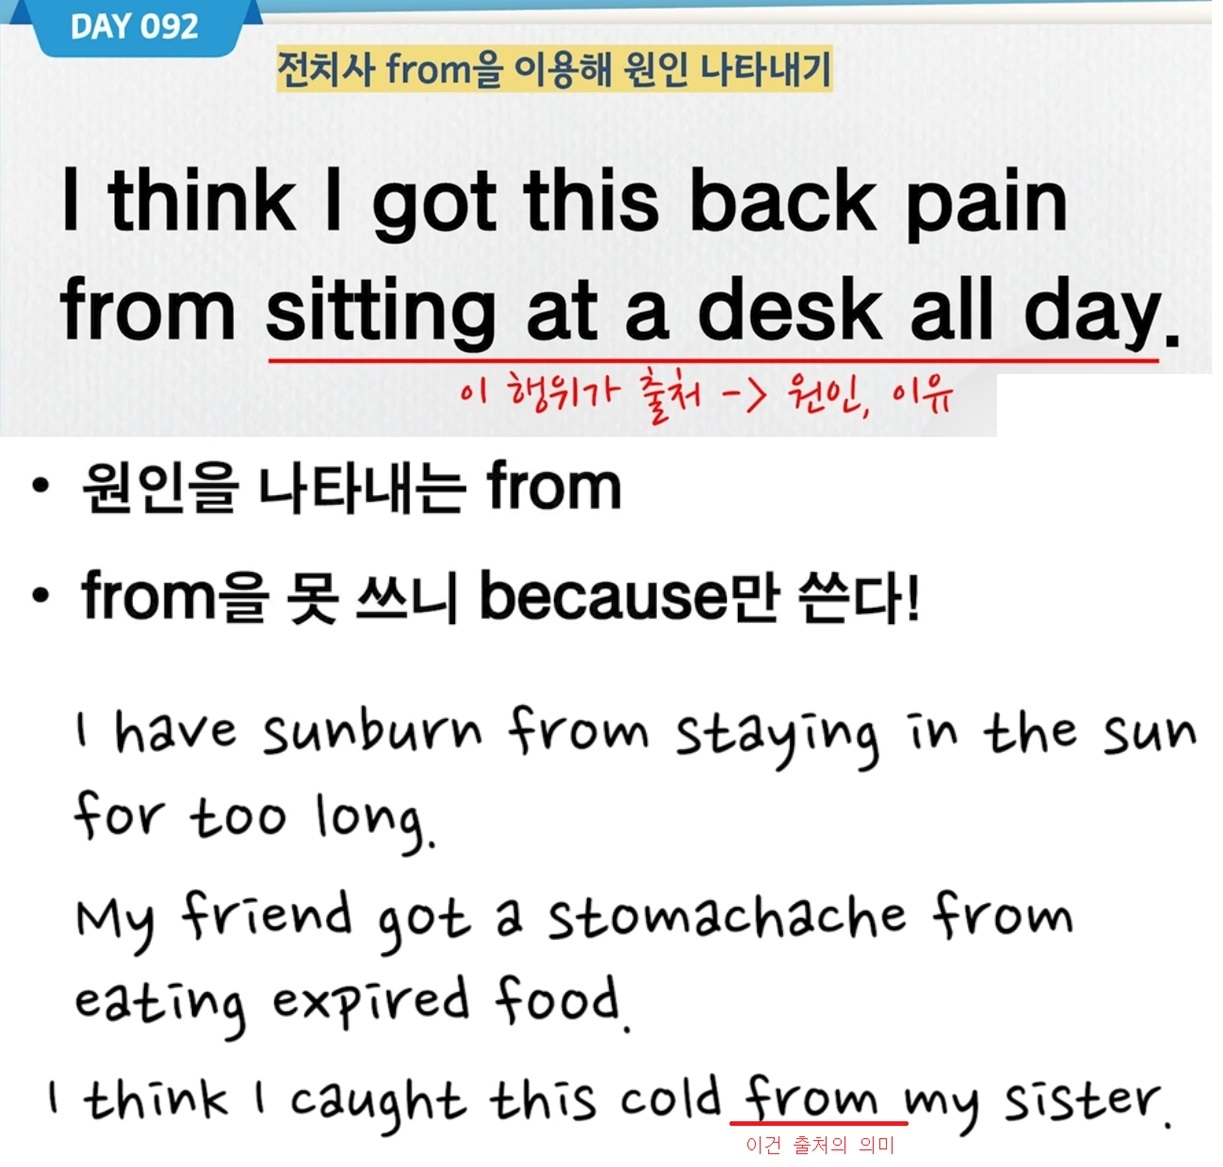 DAY 092
전치사 from을 이용해 원인 나타내기
I think I got this back pain
from sitting at a desk all day.
이 행위가 출처 -> 원인, 이유
• 원인을 나타내는 from
• from을 못 쓰니 because만 쓴다!
I have sunburn from staying in the sun
for too long.
My friend got a stomachache from
eating expired food.
I think I caught this cold from my sister.
이건 출처의 의미